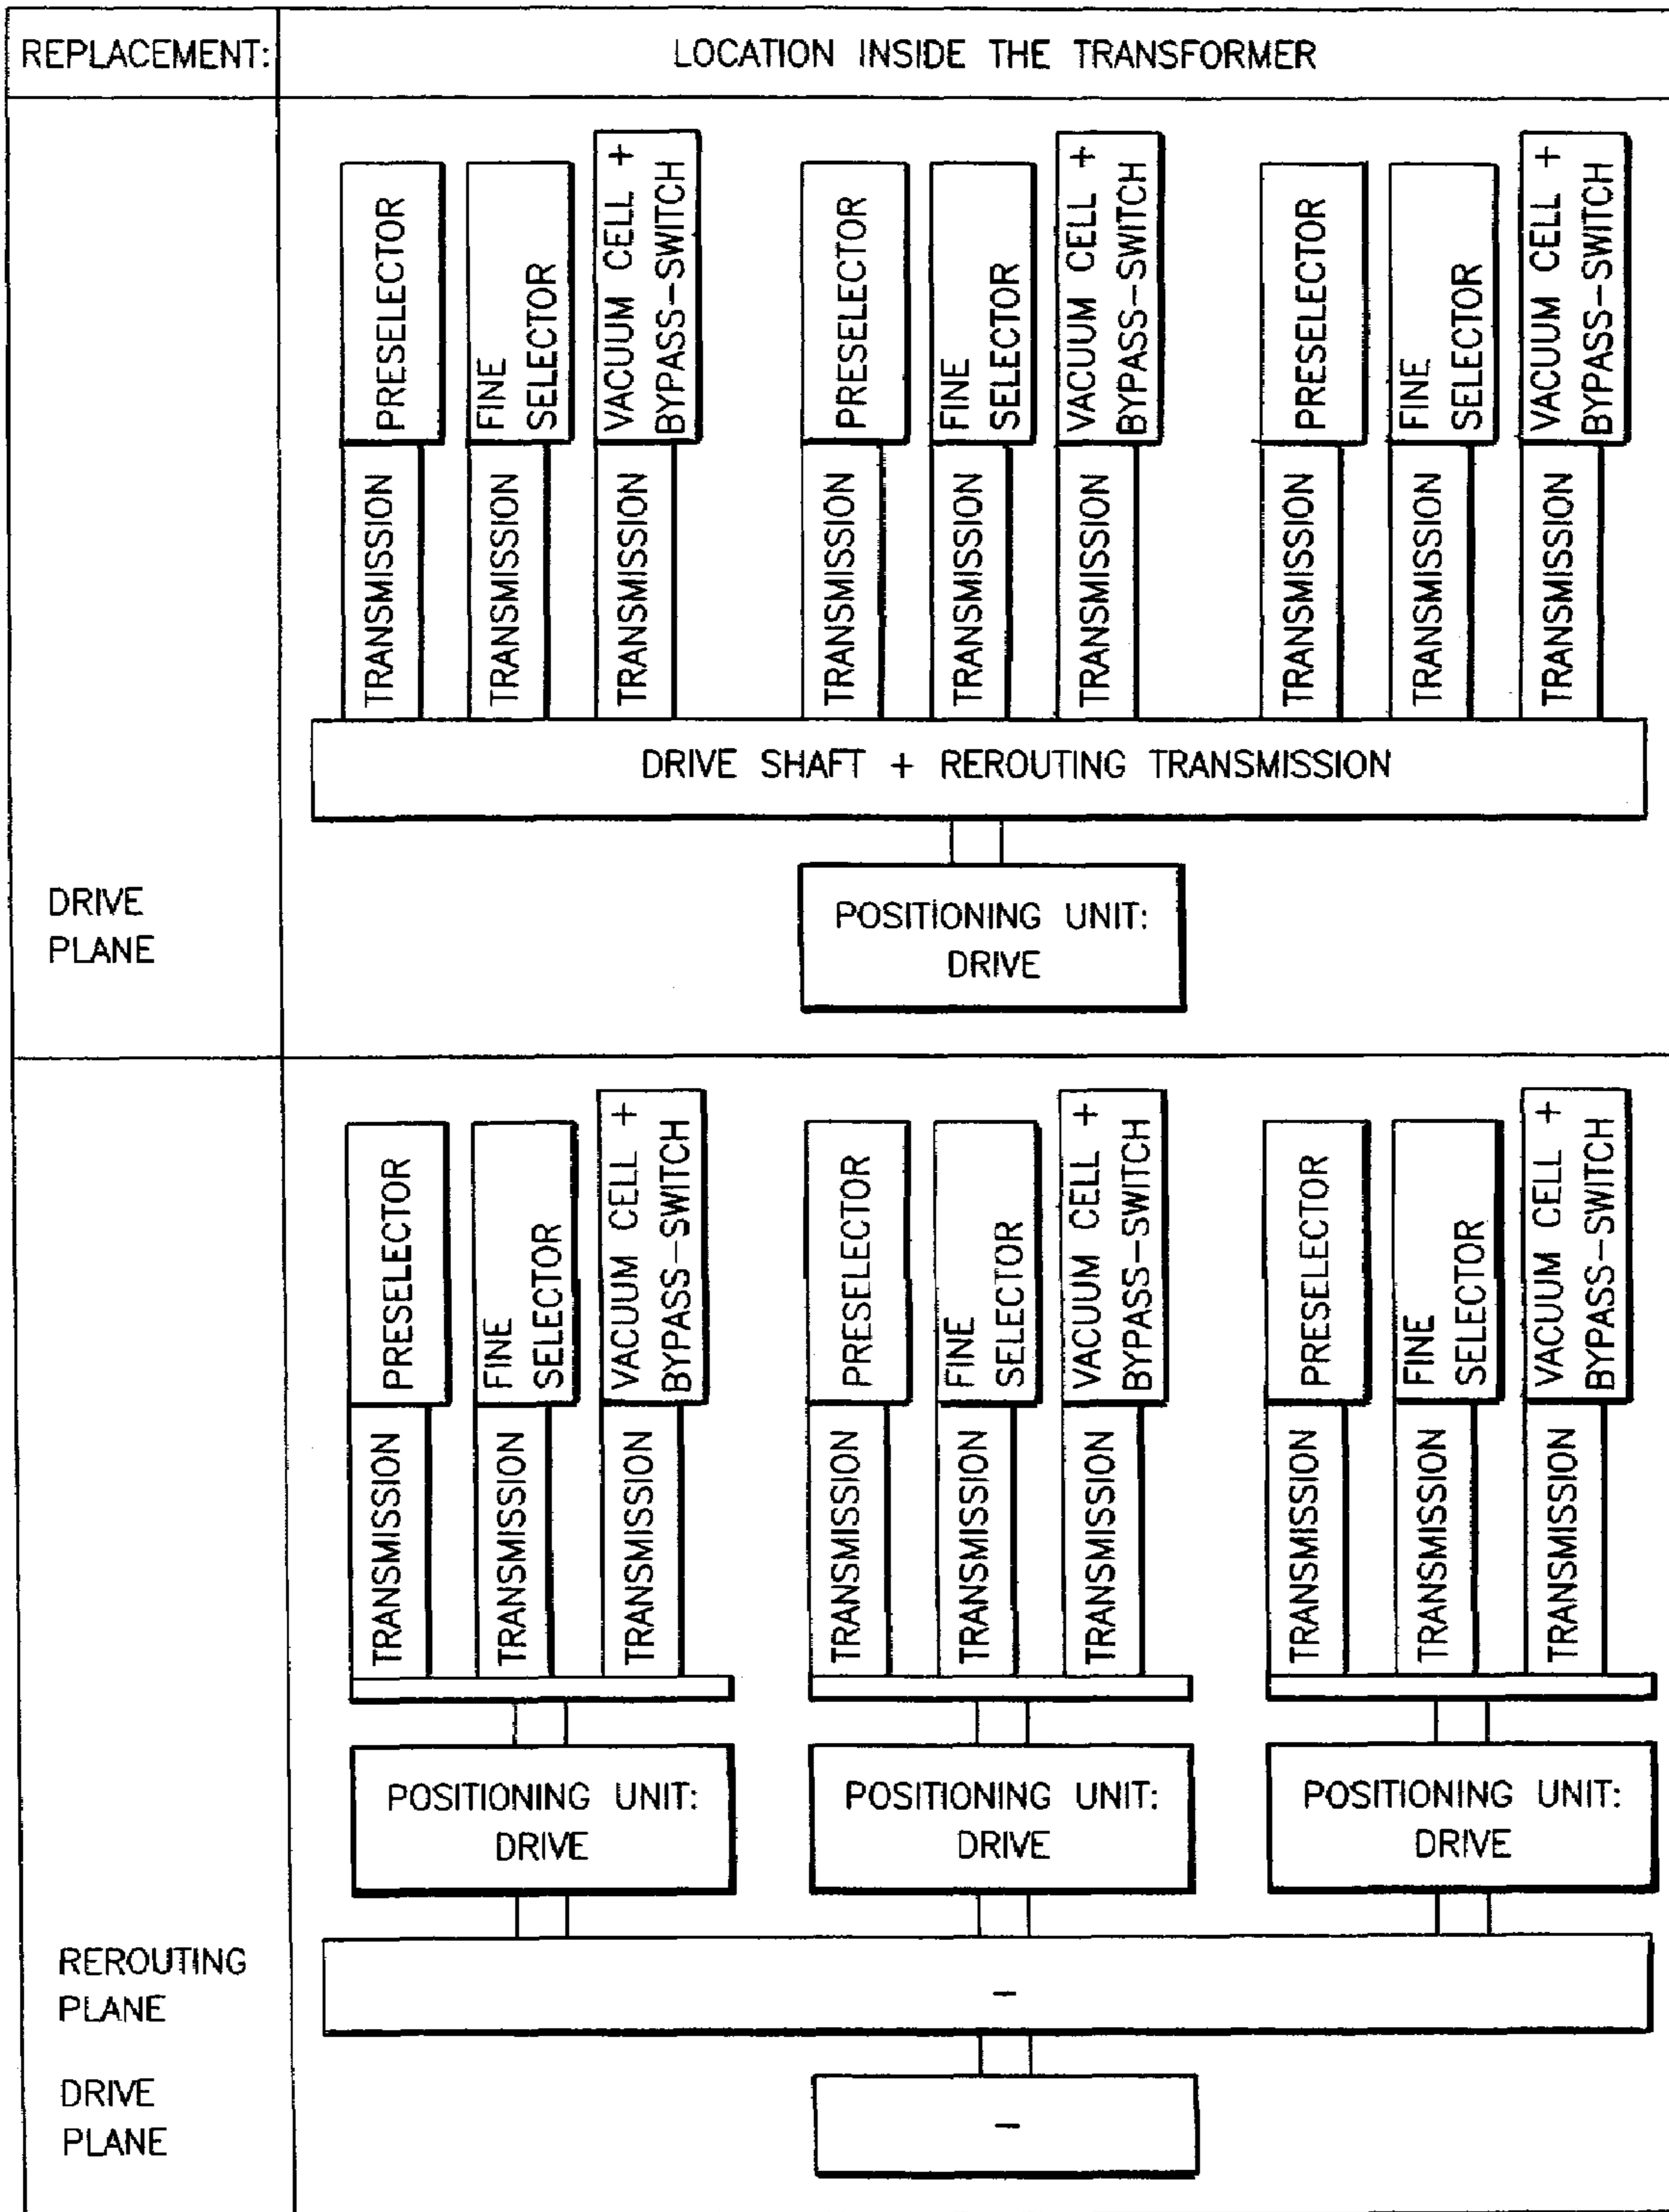 REPLACEMENT:
LOCATION INSIDE THE TRANSFORMER
PRESELECTOR
FINE
SELECTOR
VACUUM CELL +
BYPASS-SWITCH
PRESELECTOR
FINE
SELECTOR
VACUUM CELL +
BYPASS-SWITCH
PRESELECTOR
FINE
SELECTOR
VACUUM CELL +
BYPASS-SWITCH
TRANSMISSION
TRANSMISSION
TRANSMISSION
TRANSMISSION
TRANSMISSION
TRANSMISSION
TRANSMISSION
TRANSMISSION
TRANSMISSION
DRIVE SHAFT + REROUTING TRANSMISSION
DRIVE
PLANE
POSITIONING UNIT:
DRIVE
PRESELECTOR
FINE
SELECTOR
VACUUM CELL +
BYPASS-SWITCH
PRESELECTOR
FINE
SELECTOR
VACUUM CELL +
BYPASS-SWITCH
PRESELECTOR
FINE
SELECTOR
VACUUM CELL +
BYPASS-SWITCH
TRANSMISSION
TRANSMISSION
TRANSMISSION
TRANSMISSION
TRANSMISSION
TRANSMISSION
TRANSMISSION
TRANSMISSION
TRANSMISSION
POSITIONING UNIT:
DRIVE
POSITIONING UNIT:
DRIVE
POSITIONING UNIT:
DRIVE
REROUTING
PLANE
–
DRIVE
PLANE
–